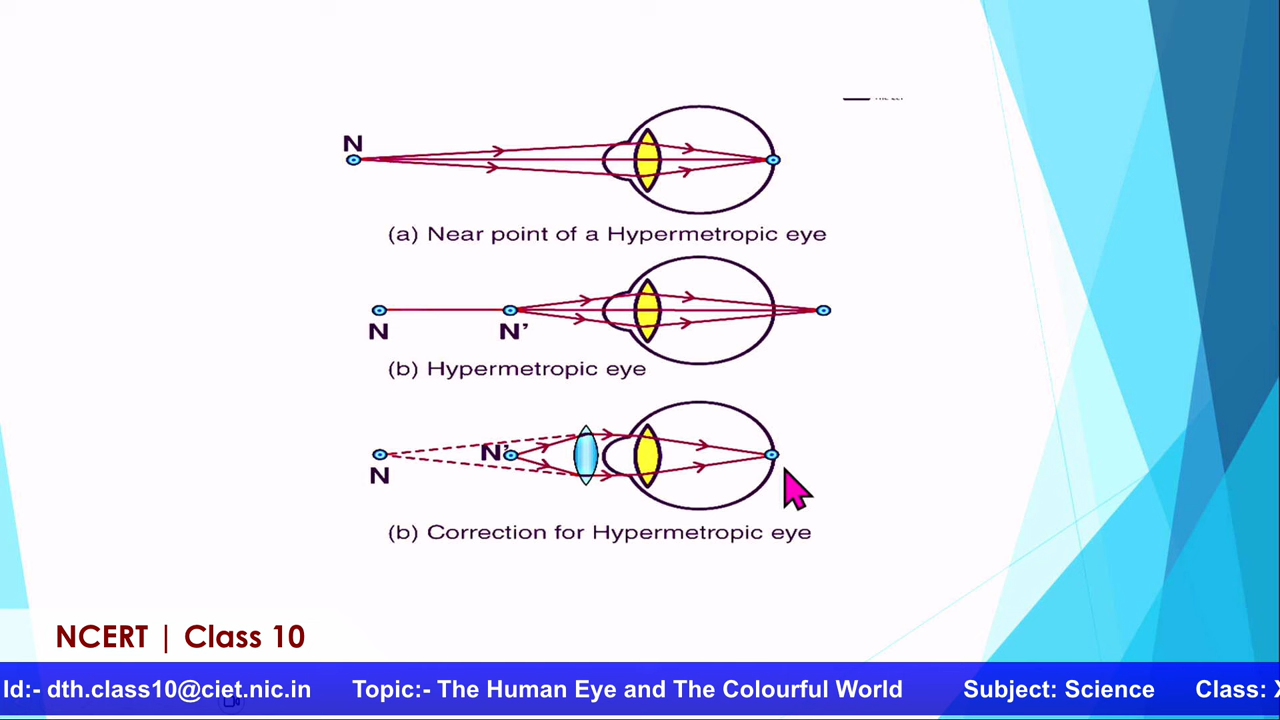 N
(a) Near point of a Hypermetropic eye
N N’
(b) Hypermetropic eye
N’
N
(b) Correction for Hypermetropic eye
NCERT | Class 10
Id:- dth.class10@ciet.nic.in Topic:- The Human Eye and The Colourful World Subject: Science Class: X